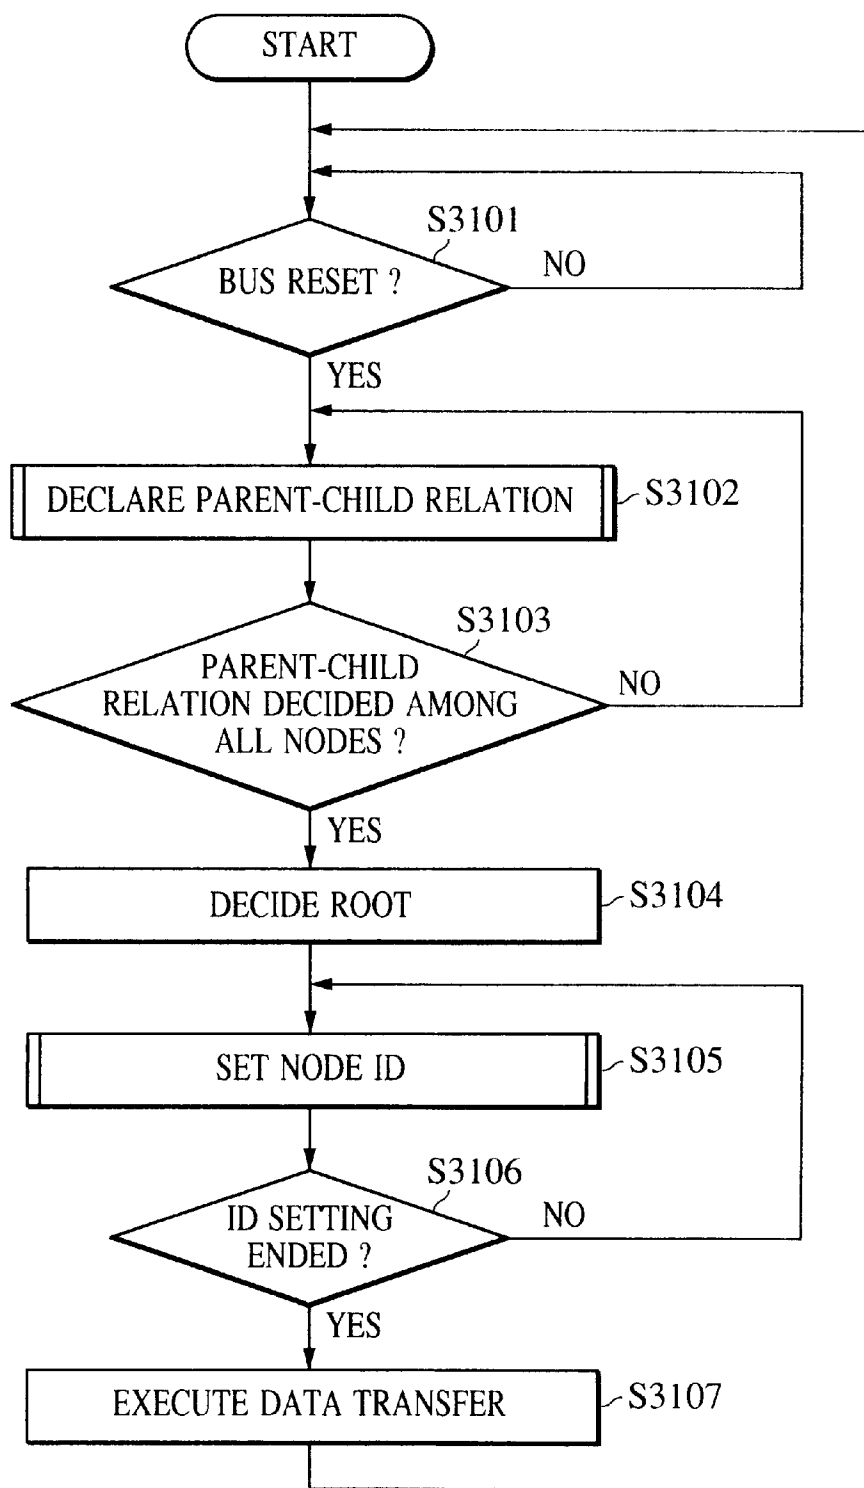 START
S3101
BUS RESET ?
NO
YES
DECLARE PARENT-CHILD RELATION
S3102
S3103
PARENT-CHILD
RELATION DECIDED AMONG
ALL NODES ?
NO
YES
DECIDE ROOT
S3104
SET NODE ID
S3105
S3106
ID SETTING
ENDED ?
NO
YES
EXECUTE DATA TRANSFER
S3107